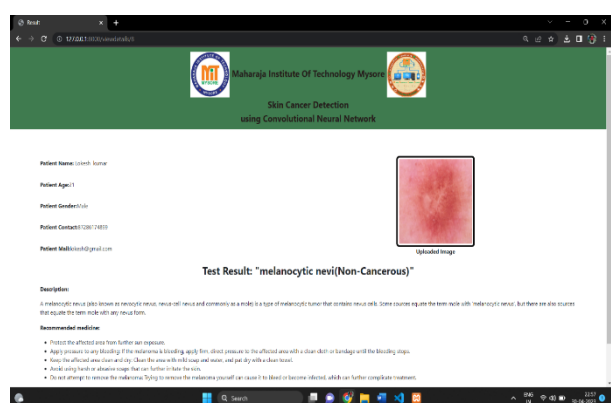 Result
127.0.0.1:8000/viewdetails/8
MIT
MYSORE
Maharaja Institute Of Technology Mysore
Skin Cancer Detection
using Convolutional Neural Network
Patient Name: Lokesh kumar
Patient Age:21
Patient Gender:Male
Patient Contact:
Patient Mail:lokesh@gmail.com
Uploaded Image
Test Result: "melanocytic nevi(Non-Cancerous)"
Description:
A melanocytic nevus (also known as nevocytic nevus, nevus-cell nevus and commonly as a mole) is a type of melanocytic tumor that contains nevus cells. Some sources equate the term mole with 'melanocytic nevus', but there are also sources
that equate the term mole with any nevus form.
Recommended medicine:
• Protect the affected area from further sun exposure.
• Apply pressure to any bleeding: If the melanoma is bleeding, apply firm, direct pressure to the affected area with a clean cloth or bandage until the bleeding stops.
• Keep the affected area clean and dry. Clean the area with mild soap and water, and pat dry with a clean towel.
• Avoid using harsh or abrasive soaps that can further irritate the skin.
• Do not attempt to remove the melanoma. Trying to remove the melanoma yourself can cause it to bleed or become infected, which can further complicate treatment.
Search
ENG
IN
22:57